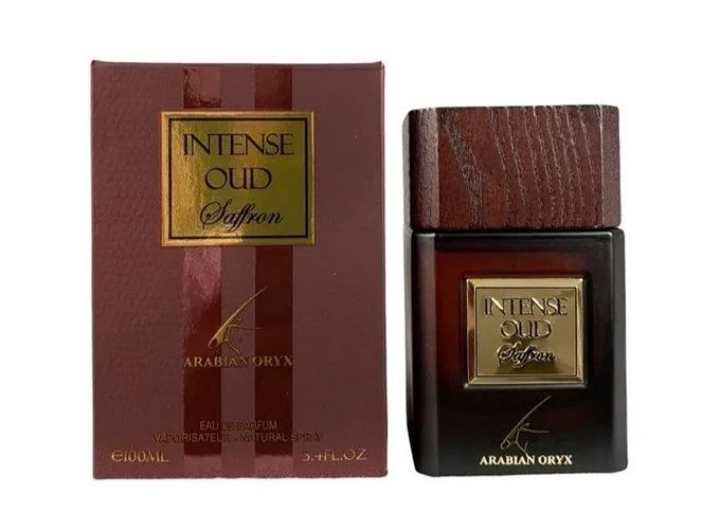 INTENSE
OUD
Saffron
ARABIAN ORYX
EAU DE PARFUM
VAPORISATEUR - NATURAL SPRAY
e100ML 3.4FL.OZ
INTENSE
OUD
Saffron
ARABIAN ORYX